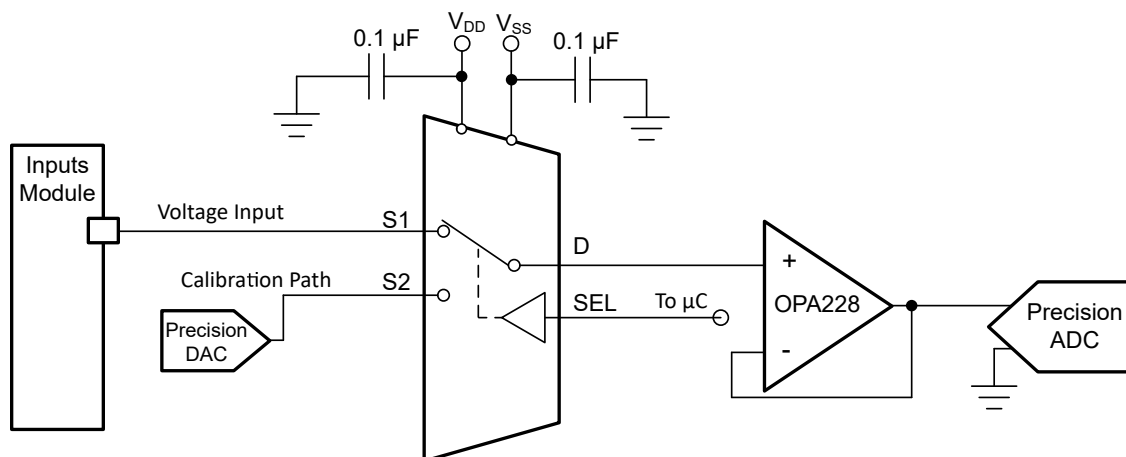 V_DD V_SS
0.1 µF 0.1 µF
Inputs
Module
Voltage Input S1
D
Calibration Path S2
+
OPA228
-
SEL To µC
Precision
DAC
Precision
ADC